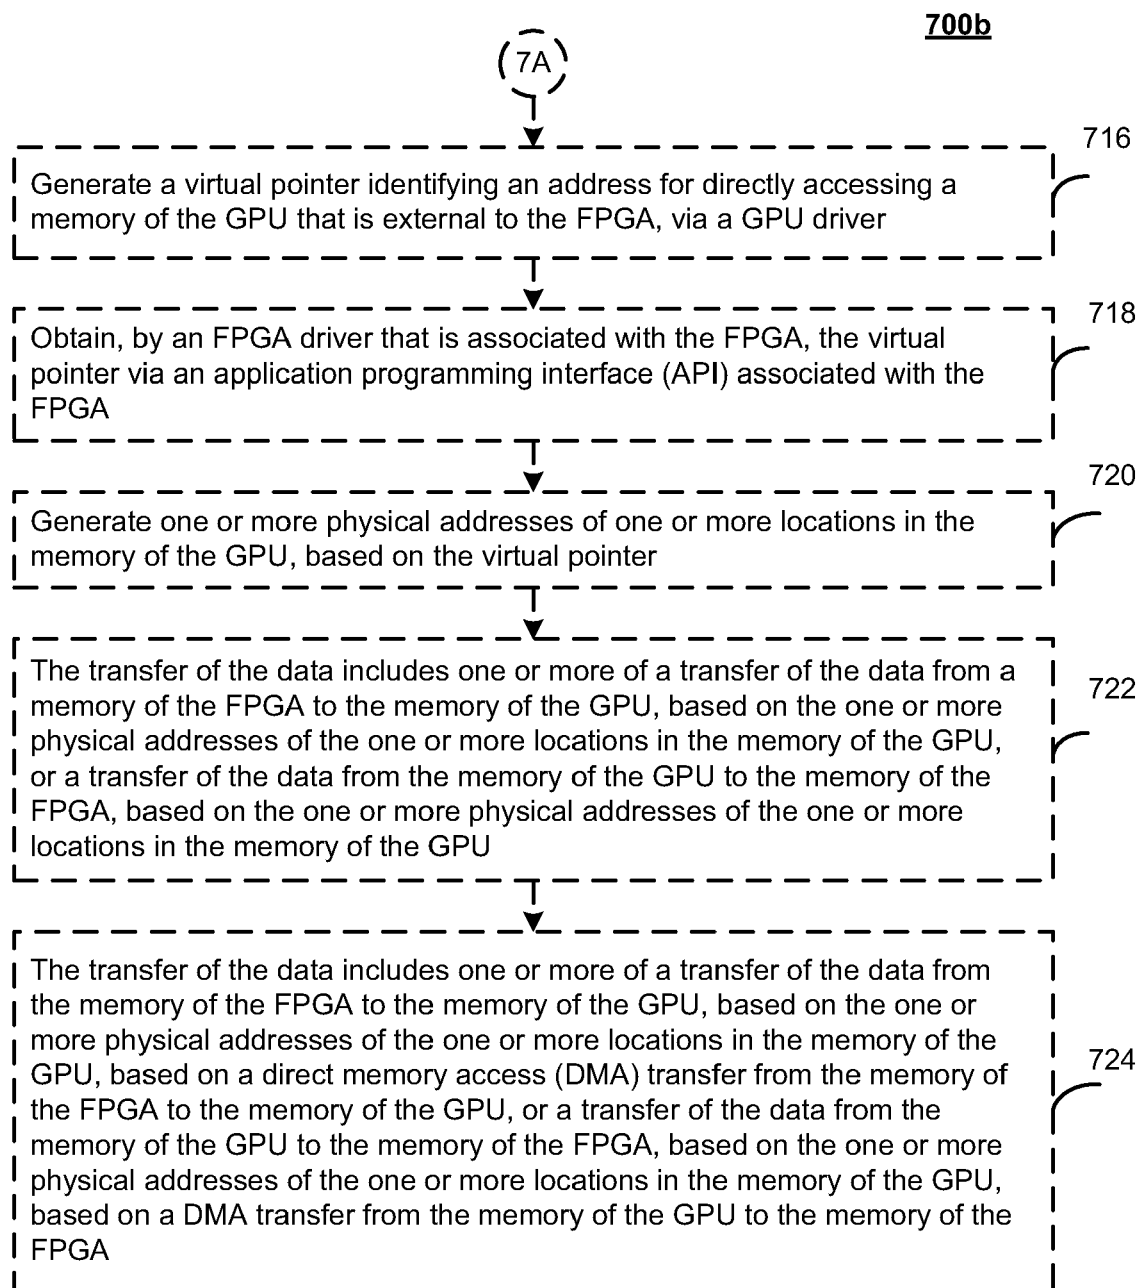 700b
7A
716
Generate a virtual pointer identifying an address for directly accessing a
memory of the GPU that is external to the FPGA, via a GPU driver
718
Obtain, by an FPGA driver that is associated with the FPGA, the virtual
pointer via an application programming interface (API) associated with the
FPGA
720
Generate one or more physical addresses of one or more locations in the
memory of the GPU, based on the virtual pointer
722
The transfer of the data includes one or more of a transfer of the data from a
memory of the FPGA to the memory of the GPU, based on the one or more
physical addresses of the one or more locations in the memory of the GPU,
or a transfer of the data from the memory of the GPU to the memory of the
FPGA, based on the one or more physical addresses of the one or more
locations in the memory of the GPU
724
The transfer of the data includes one or more of a transfer of the data from
the memory of the FPGA to the memory of the GPU, based on the one or
more physical addresses of the one or more locations in the memory of the
GPU, based on a direct memory access (DMA) transfer from the memory of
the FPGA to the memory of the GPU, or a transfer of the data from the
memory of the GPU to the memory of the FPGA, based on the one or more
physical addresses of the one or more locations in the memory of the GPU,
based on a DMA transfer from the memory of the GPU to the memory of the
FPGA